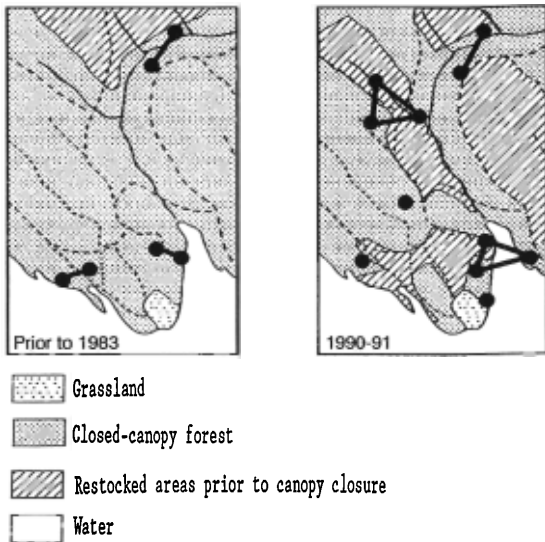 Prior to 1983
1990-91
Grassland
Closed-canopy forest
Restocked areas prior to canopy closure
Water